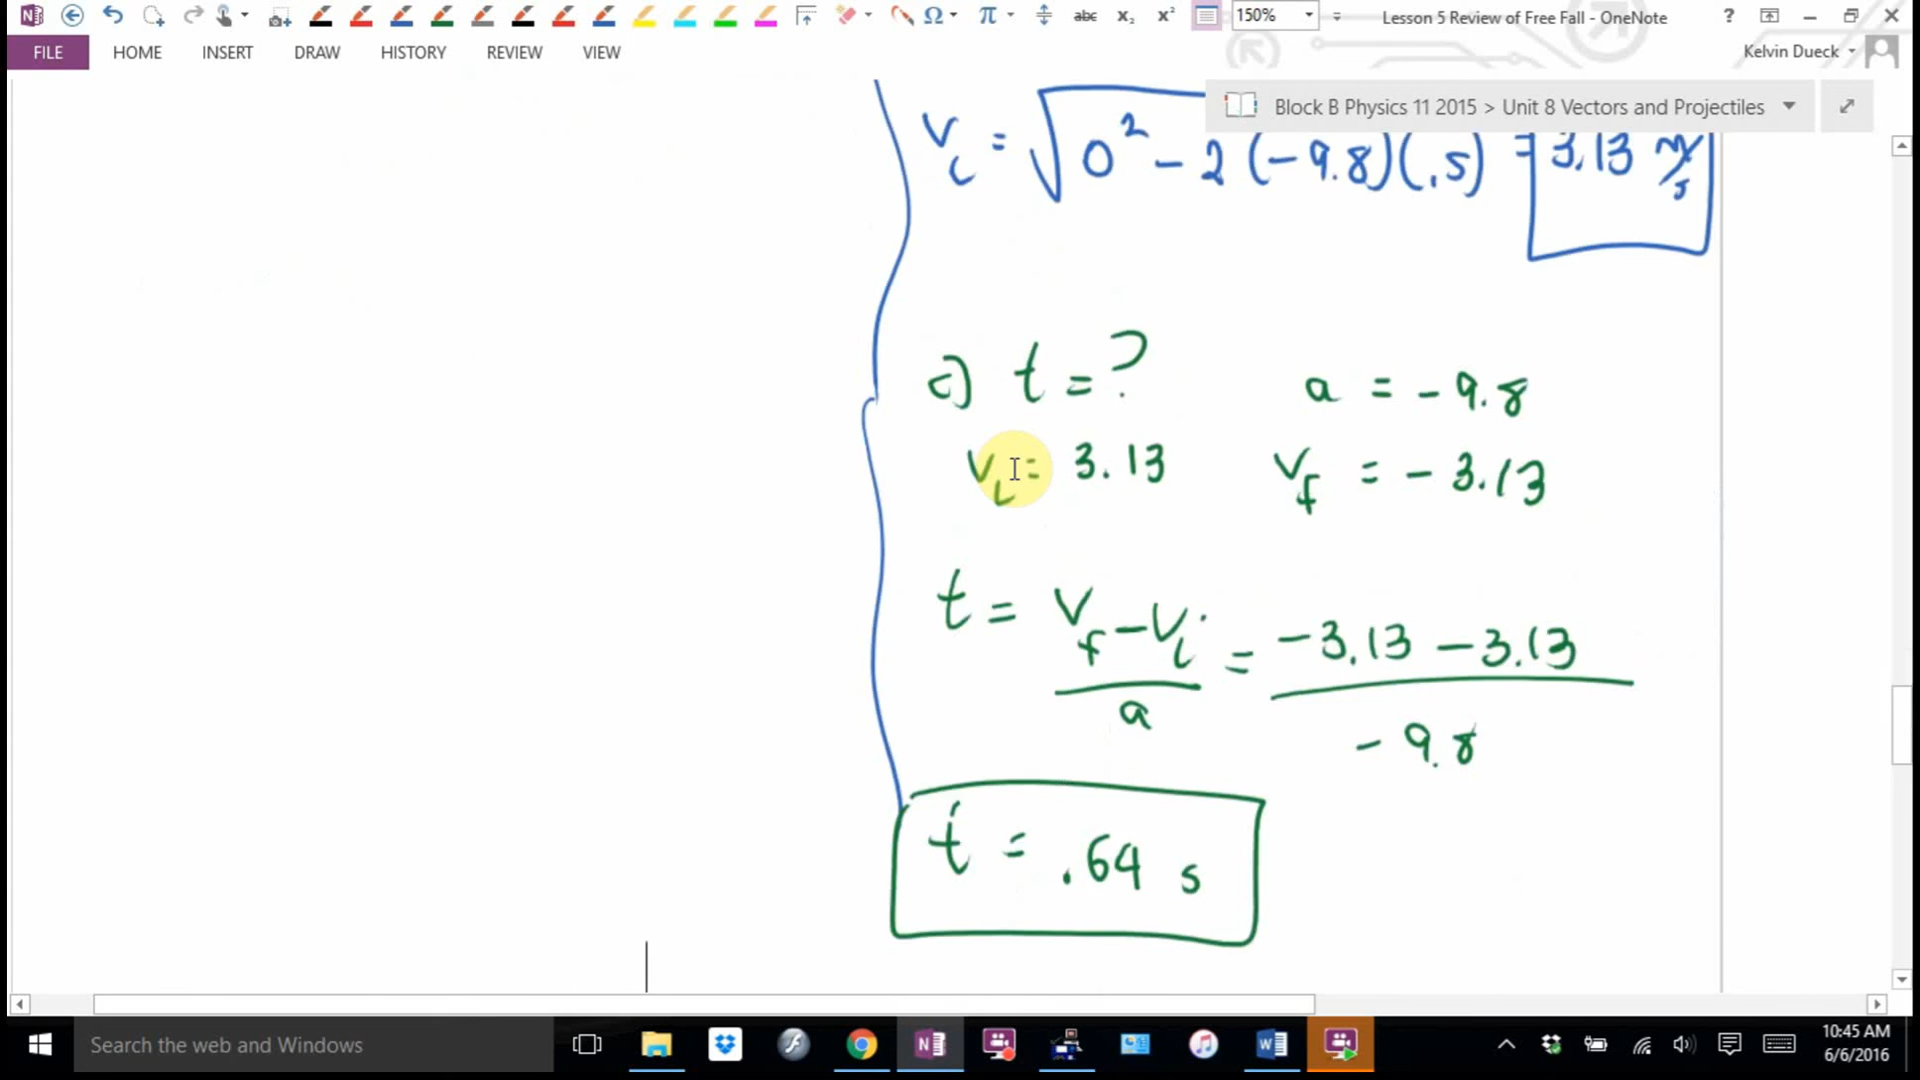 150%
Lesson 5 Review of Free Fall - OneNote
?
FILE HOME INSERT DRAW HISTORY REVIEW VIEW
Kelvin Dueck
Block B Physics 11 2015 > Unit 8 Vectors and Projectiles
vᵢ = √0² - 2 (-9.8)(.5) = 3.13 m/s
c) t = ? a = - 9.8
vᵢ = 3.13 v_f = - 3.13
t = (v_f - vᵢ)/a = (-3.13 - 3.13)/(- 9.8)
t = .64 s
Search the web and Windows
10:45 AM
6/6/2016